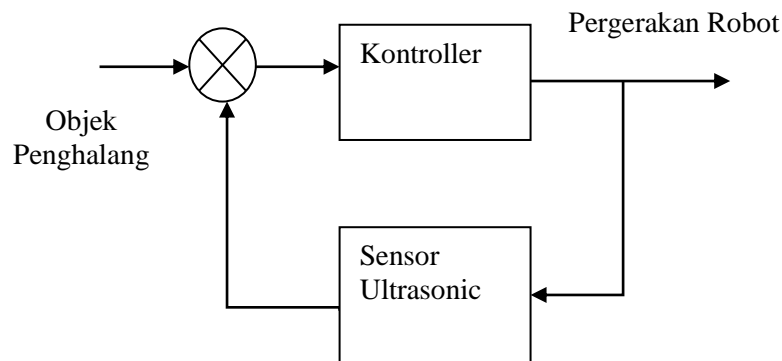 Pergerakan Robot
Kontroller
Objek
Penghalang
Sensor
Ultrasonic